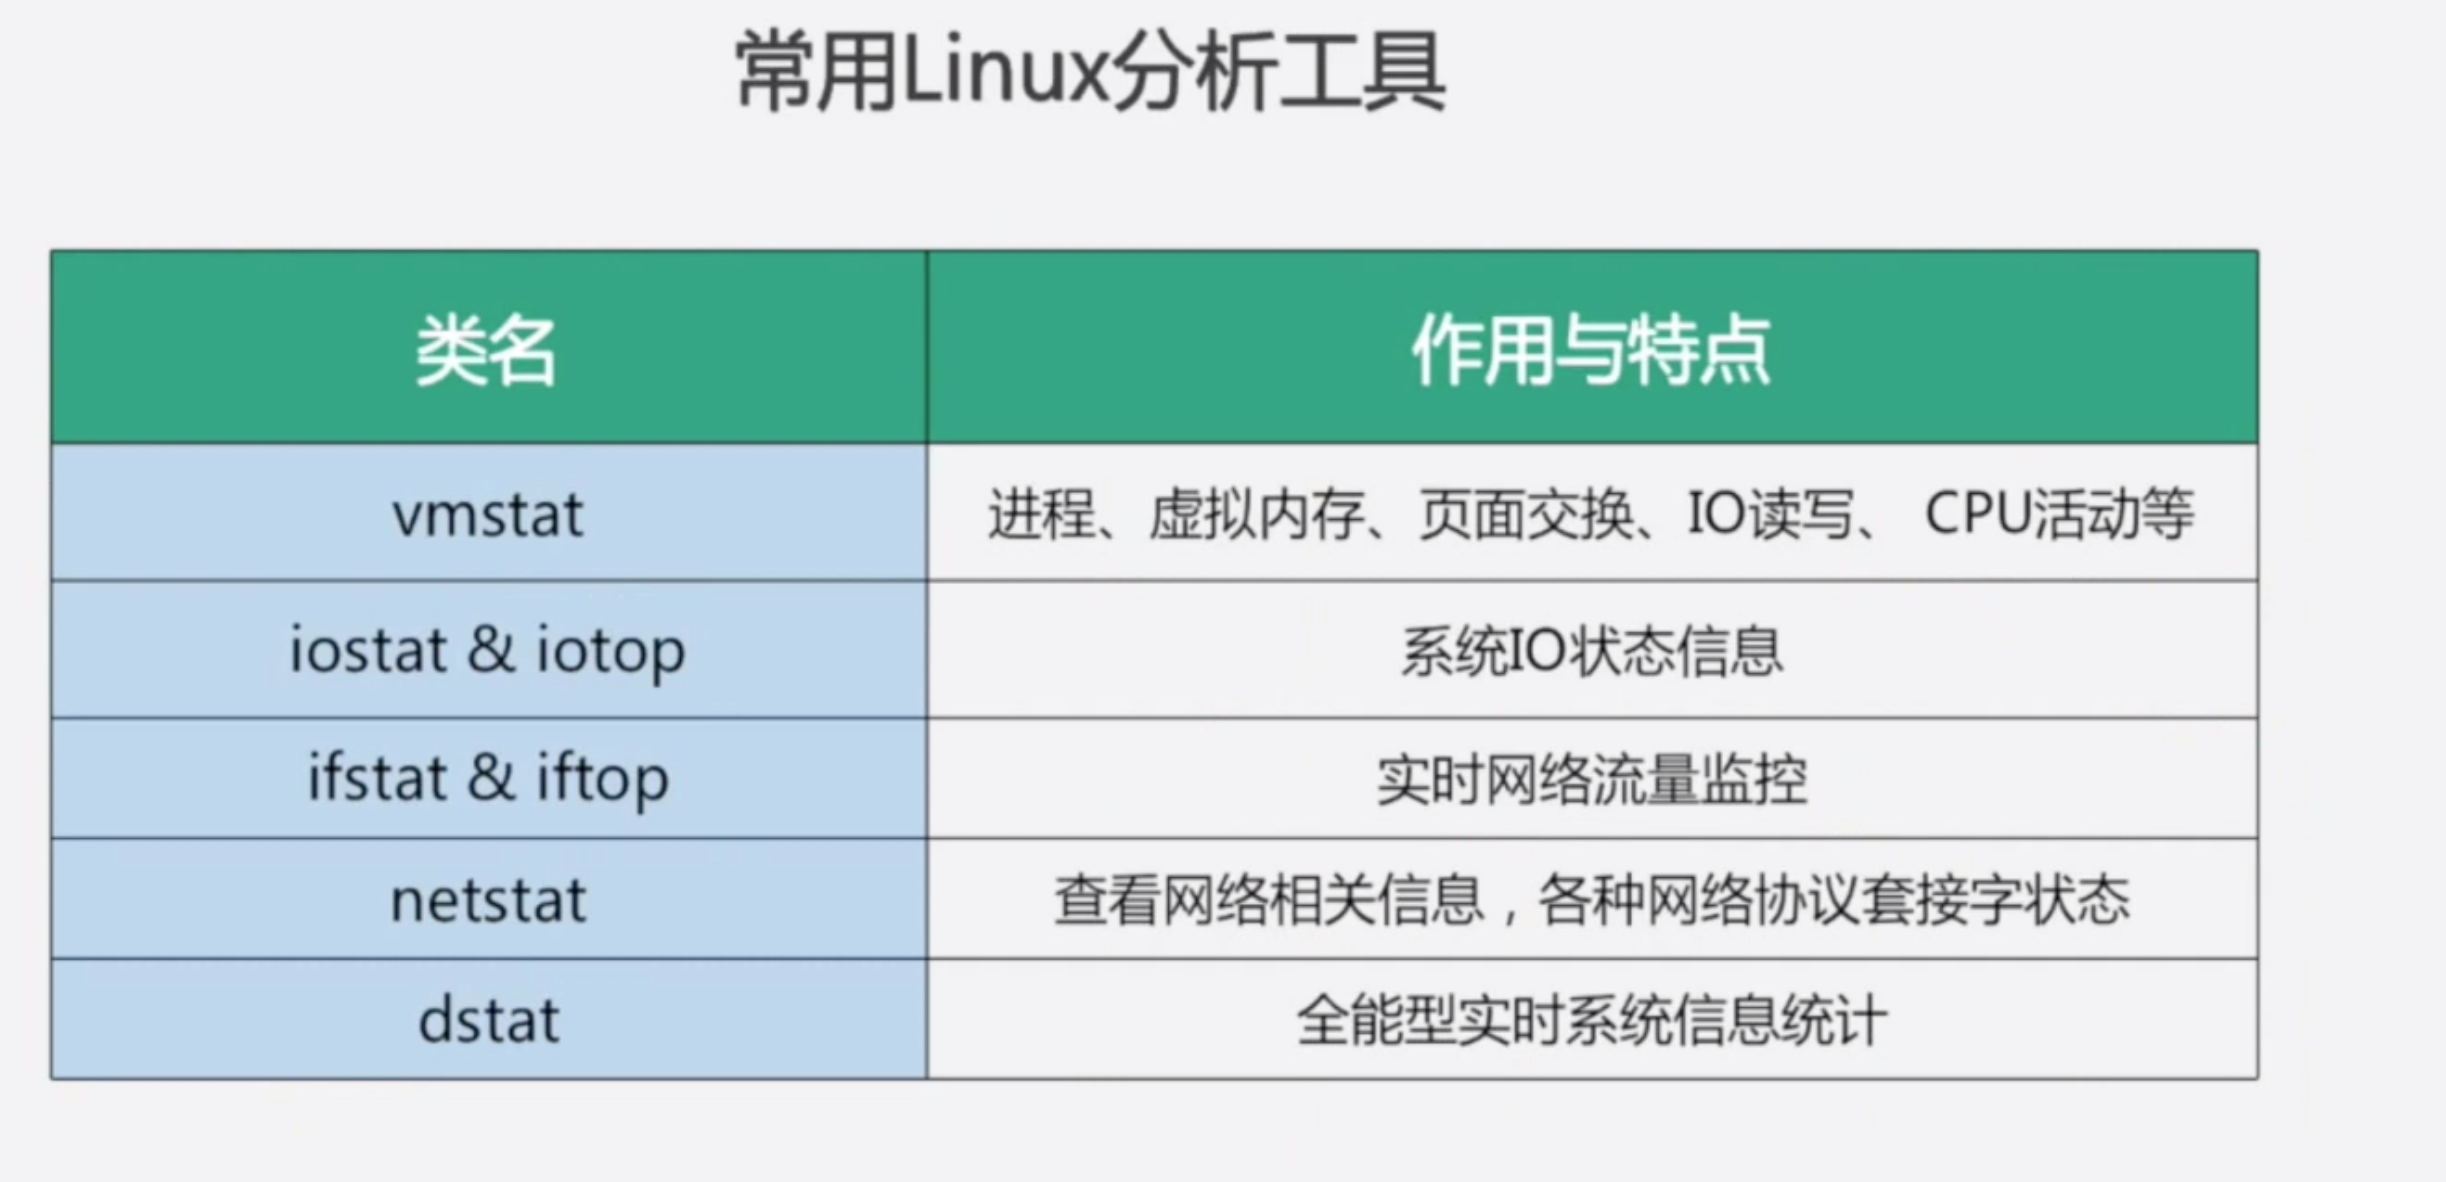 常用Linux分析工具
类名 作用与特点
vmstat 进程、虚拟内存、页面交换、IO读写、 CPU活动等
iostat & iotop 系统IO状态信息
ifstat & iftop 实时网络流量监控
netstat 查看网络相关信息，各种网络协议套接字状态
dstat 全能型实时系统信息统计